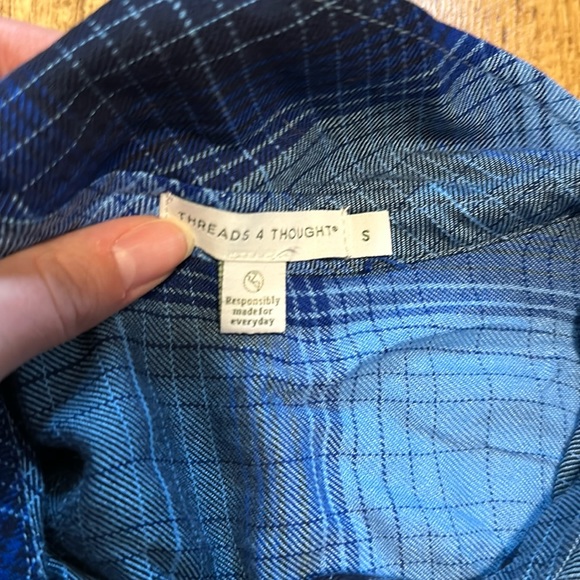 THREADS 4 THOUGHT®
S
Responsibly
made for
everyday